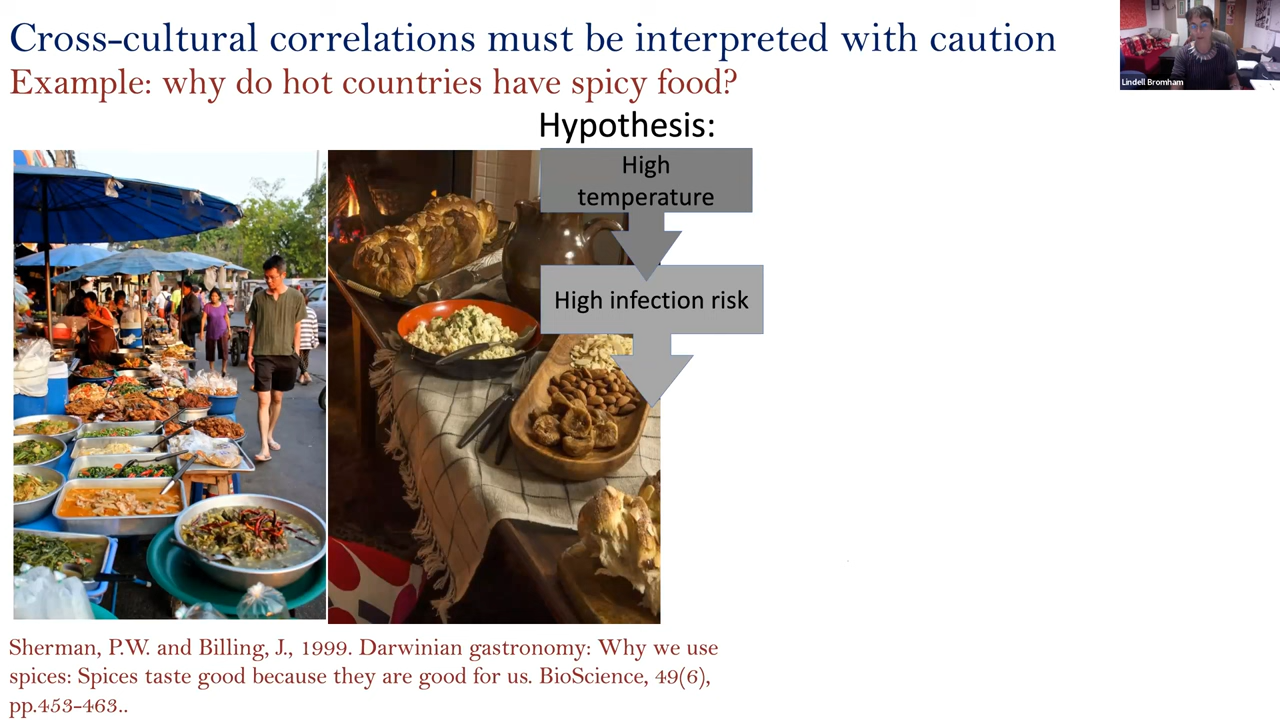 Cross-cultural correlations must be interpreted with caution
Example: why do hot countries have spicy food?
Lindell Bromham
Hypothesis:
High
temperature
High infection risk
Sherman, P.W. and Billing, J., 1999. Darwinian gastronomy: Why we use
spices: Spices taste good because they are good for us. BioScience, 49(6),
pp.453-463..